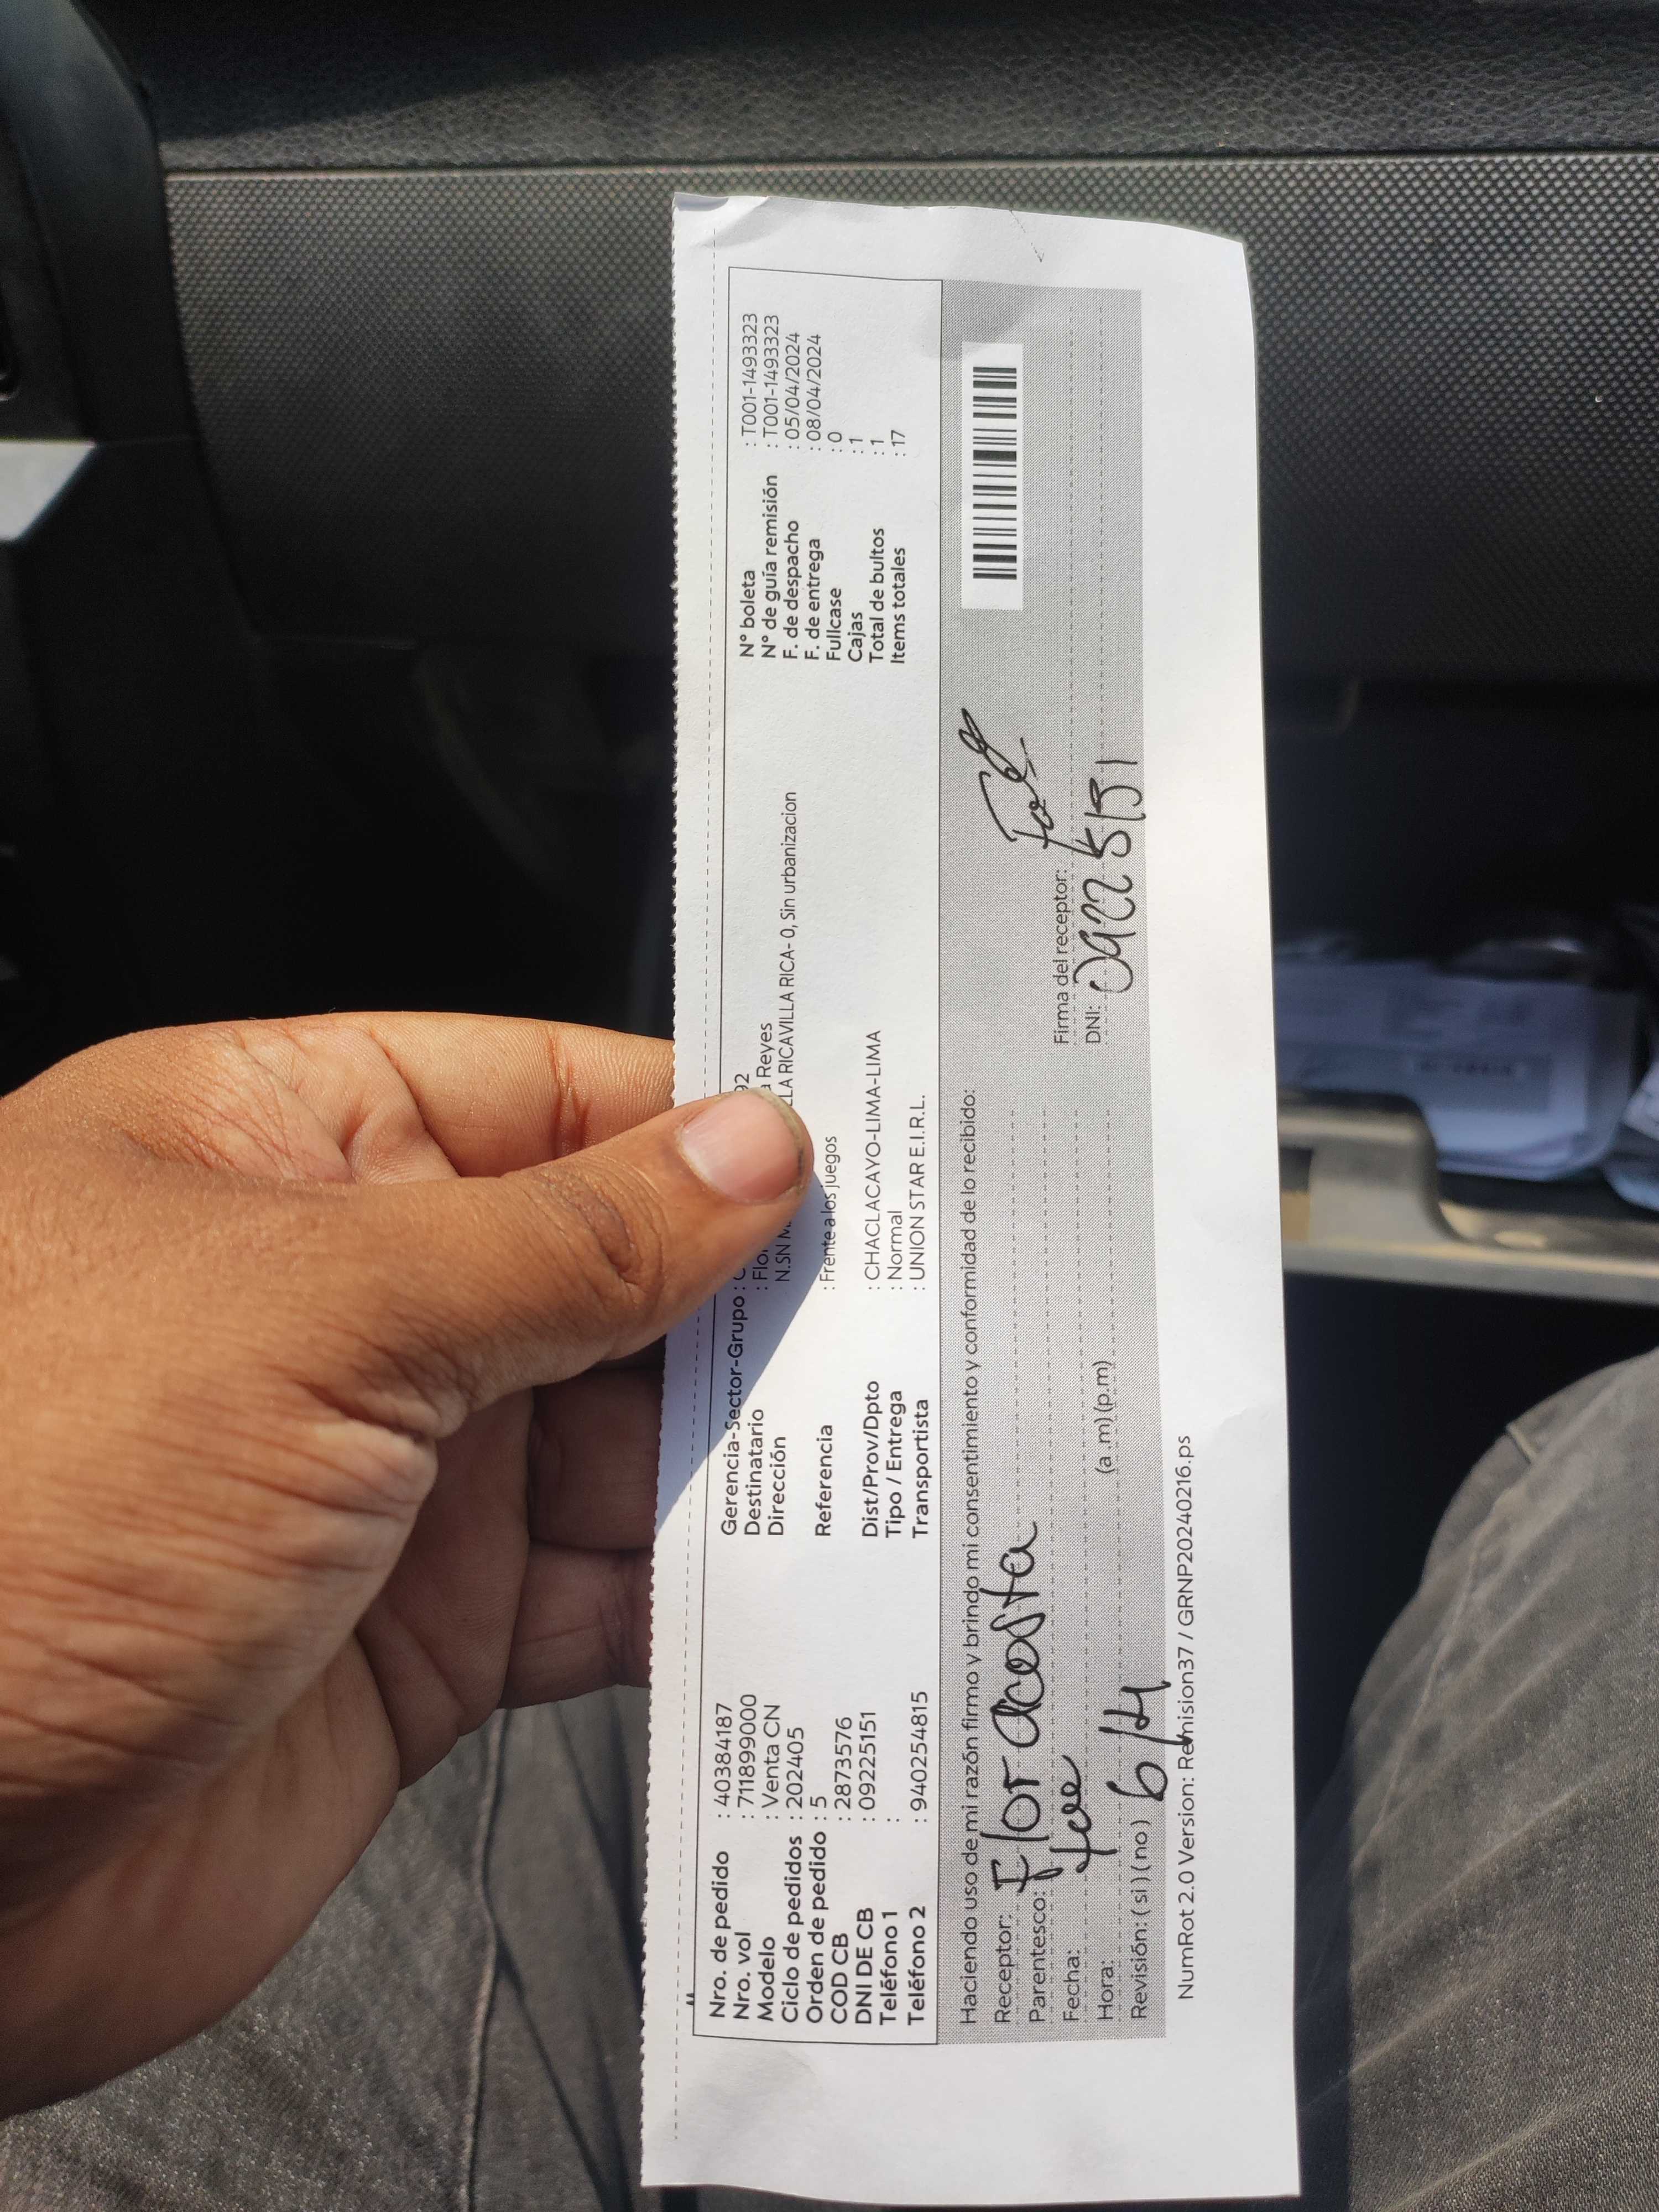 Nro. de pedido : 40384187
Nro. vol : 711899000
Modelo : Venta CN
Ciclo de pedidos : 202405
Orden de pedido : 5
COD CB : 2873576
DNI DE CB : 09225151
Teléfono 1 :
Teléfono 2 : 940254815
Gerencia-Sector-Grupo : 92
Destinatario : Reyes
Dirección N.SN RICAVILLA RICA- 0, Sin urbanizacion
Referencia : Frente a los juegos
Dist/Prov/Dpto : CHACLACAYO-LIMA-LIMA
Tipo / Entrega : Normal
Transportista : UNION STAR E.I.R.L.
N° boleta : T001-1493323
N° de guía remisión : T001-1493323
F. de despacho : 05/04/2024
F. de entrega : 08/04/2024
Fullcase : 0
Cajas : 1
Total de bultos : 1
Items totales : 17
Haciendo uso de mi razón firmo y brindo mi consentimiento y conformidad de lo recibido:
Receptor: Flor acosta
Parentesco:
Fecha:
Hora: (a .m) (p.m)
Revisión: ( si ) ( no ) 6/4
Firma del receptor:
DNI: 09225151
NumRot 2.0 Version: Remision37 / GRNP20240216.ps